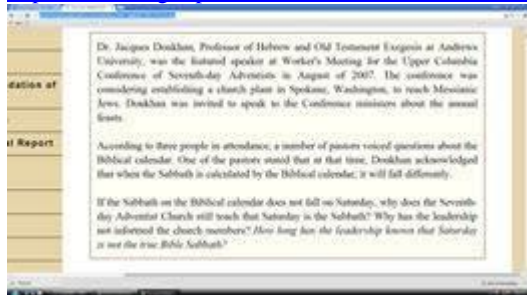 dation of
al Report
Dr. Jacques Doukhan, Professor of Hebrew and Old Testament Exegesis at Andrews
University, was the featured speaker at Worker's Meeting for the Upper Columbia
Conference of Seventh-day Adventists in August of 2007. The conference was
considering establishing a church plant in Spokane, Washington, to reach Messianic
Jews. Doukhan was invited to speak to the Conference ministers about the annual
feasts.
According to three people in attendance, a number of pastors voiced questions about the
Biblical calendar. One of the pastors stated that at that time, Doukhan acknowledged
that when the Sabbath is calculated by the Biblical calendar, it will fall differently.
If the Sabbath on the Biblical calendar does not fall on Saturday, why does the Seventh-
day Adventist Church still teach that Saturday is the Sabbath? Why has the leadership
not informed the church members? How long has the leadership known that Saturday
is not the true Bible Sabbath?